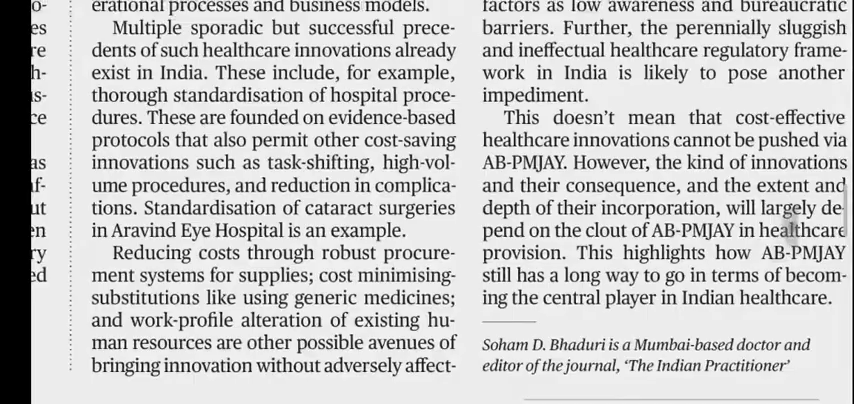 o-
es
re
h-
us-
ce
as
af-
ut
en
ry
ed
erational processes and business models.
Multiple sporadic but successful prece-
dents of such healthcare innovations already
exist in India. These include, for example,
thorough standardisation of hospital proce-
dures. These are founded on evidence-based
protocols that also permit other cost-saving
innovations such as task-shifting, high-vol-
ume procedures, and reduction in complica-
tions. Standardisation of cataract surgeries
in Aravind Eye Hospital is an example.
Reducing costs through robust procure-
ment systems for supplies; cost minimising-
substitutions like using generic medicines;
and work-profile alteration of existing hu-
man resources are other possible avenues of
bringing innovation without adversely affect-
factors as low awareness and bureaucratic
barriers. Further, the perennially sluggish
and ineffectual healthcare regulatory frame-
work in India is likely to pose another
impediment.
This doesn't mean that cost-effective
healthcare innovations cannot be pushed via
AB-PMJAY. However, the kind of innovations
and their consequence, and the extent and
depth of their incorporation, will largely de-
pend on the clout of AB-PMJAY in healthcare
provision. This highlights how AB-PMJAY
still has a long way to go in terms of becom-
ing the central player in Indian healthcare.
Soham D. Bhaduri is a Mumbai-based doctor and
editor of the journal, 'The Indian Practitioner'